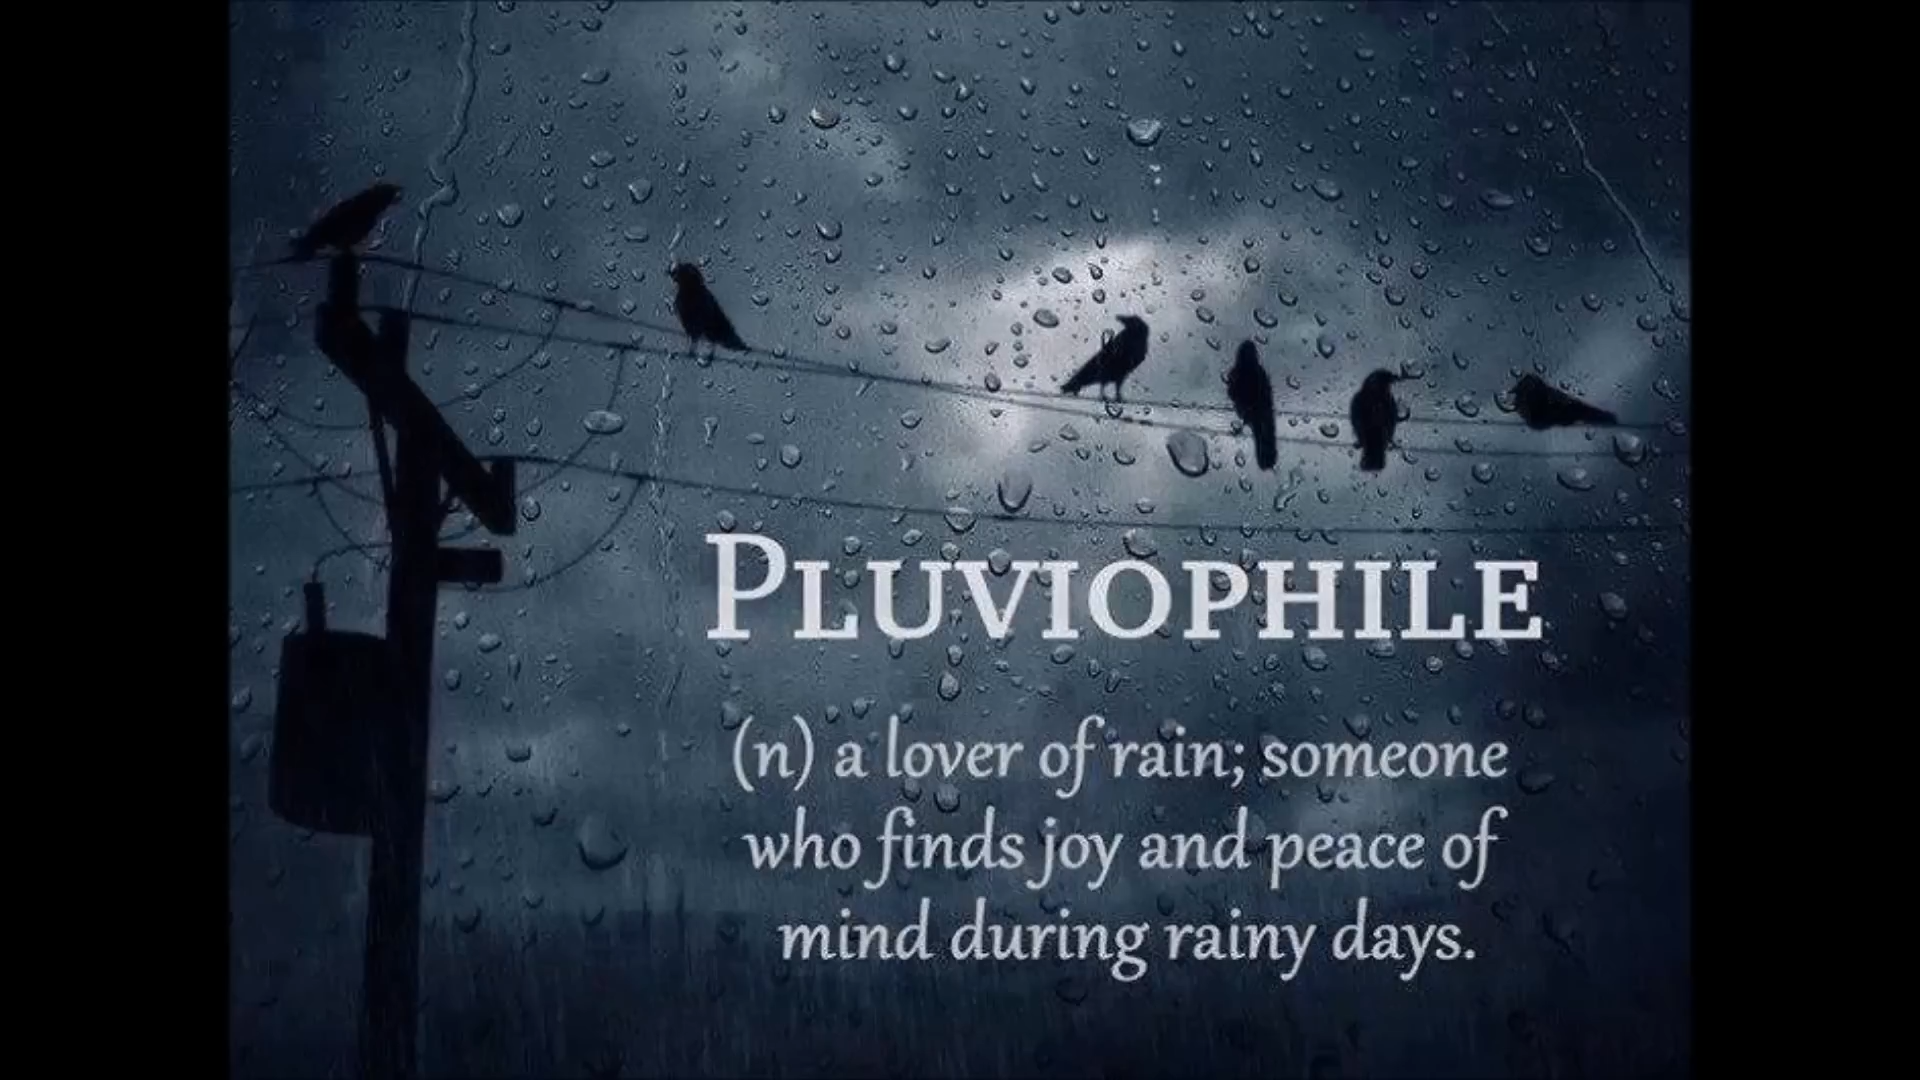 PLUVIOPHILE
(n) a lover of rain; someone
who finds joy and peace of
mind during rainy days.